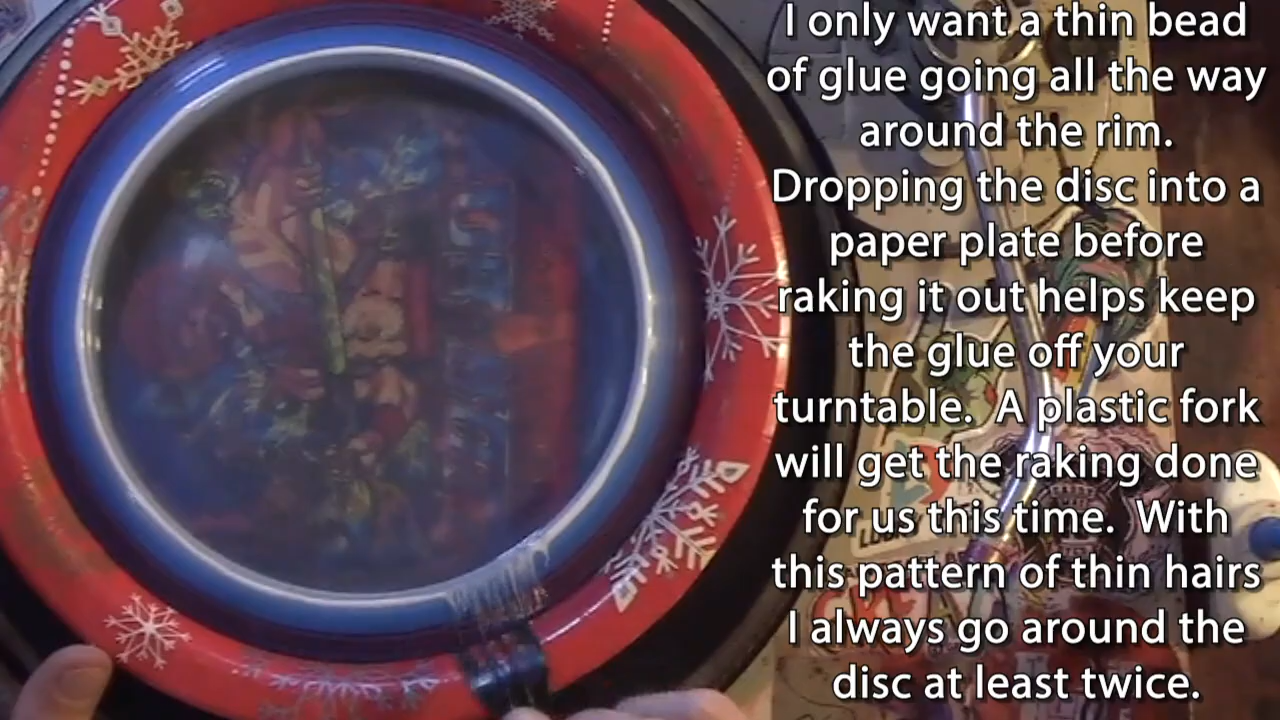 I only want a thin bead
of glue going all the way
around the rim.
Dropping the disc into a
paper plate before
raking it out helps keep
the glue off your
turntable.  A plastic fork
will get the raking done
for us this time.  With
this pattern of thin hairs
I always go around the
disc at least twice.